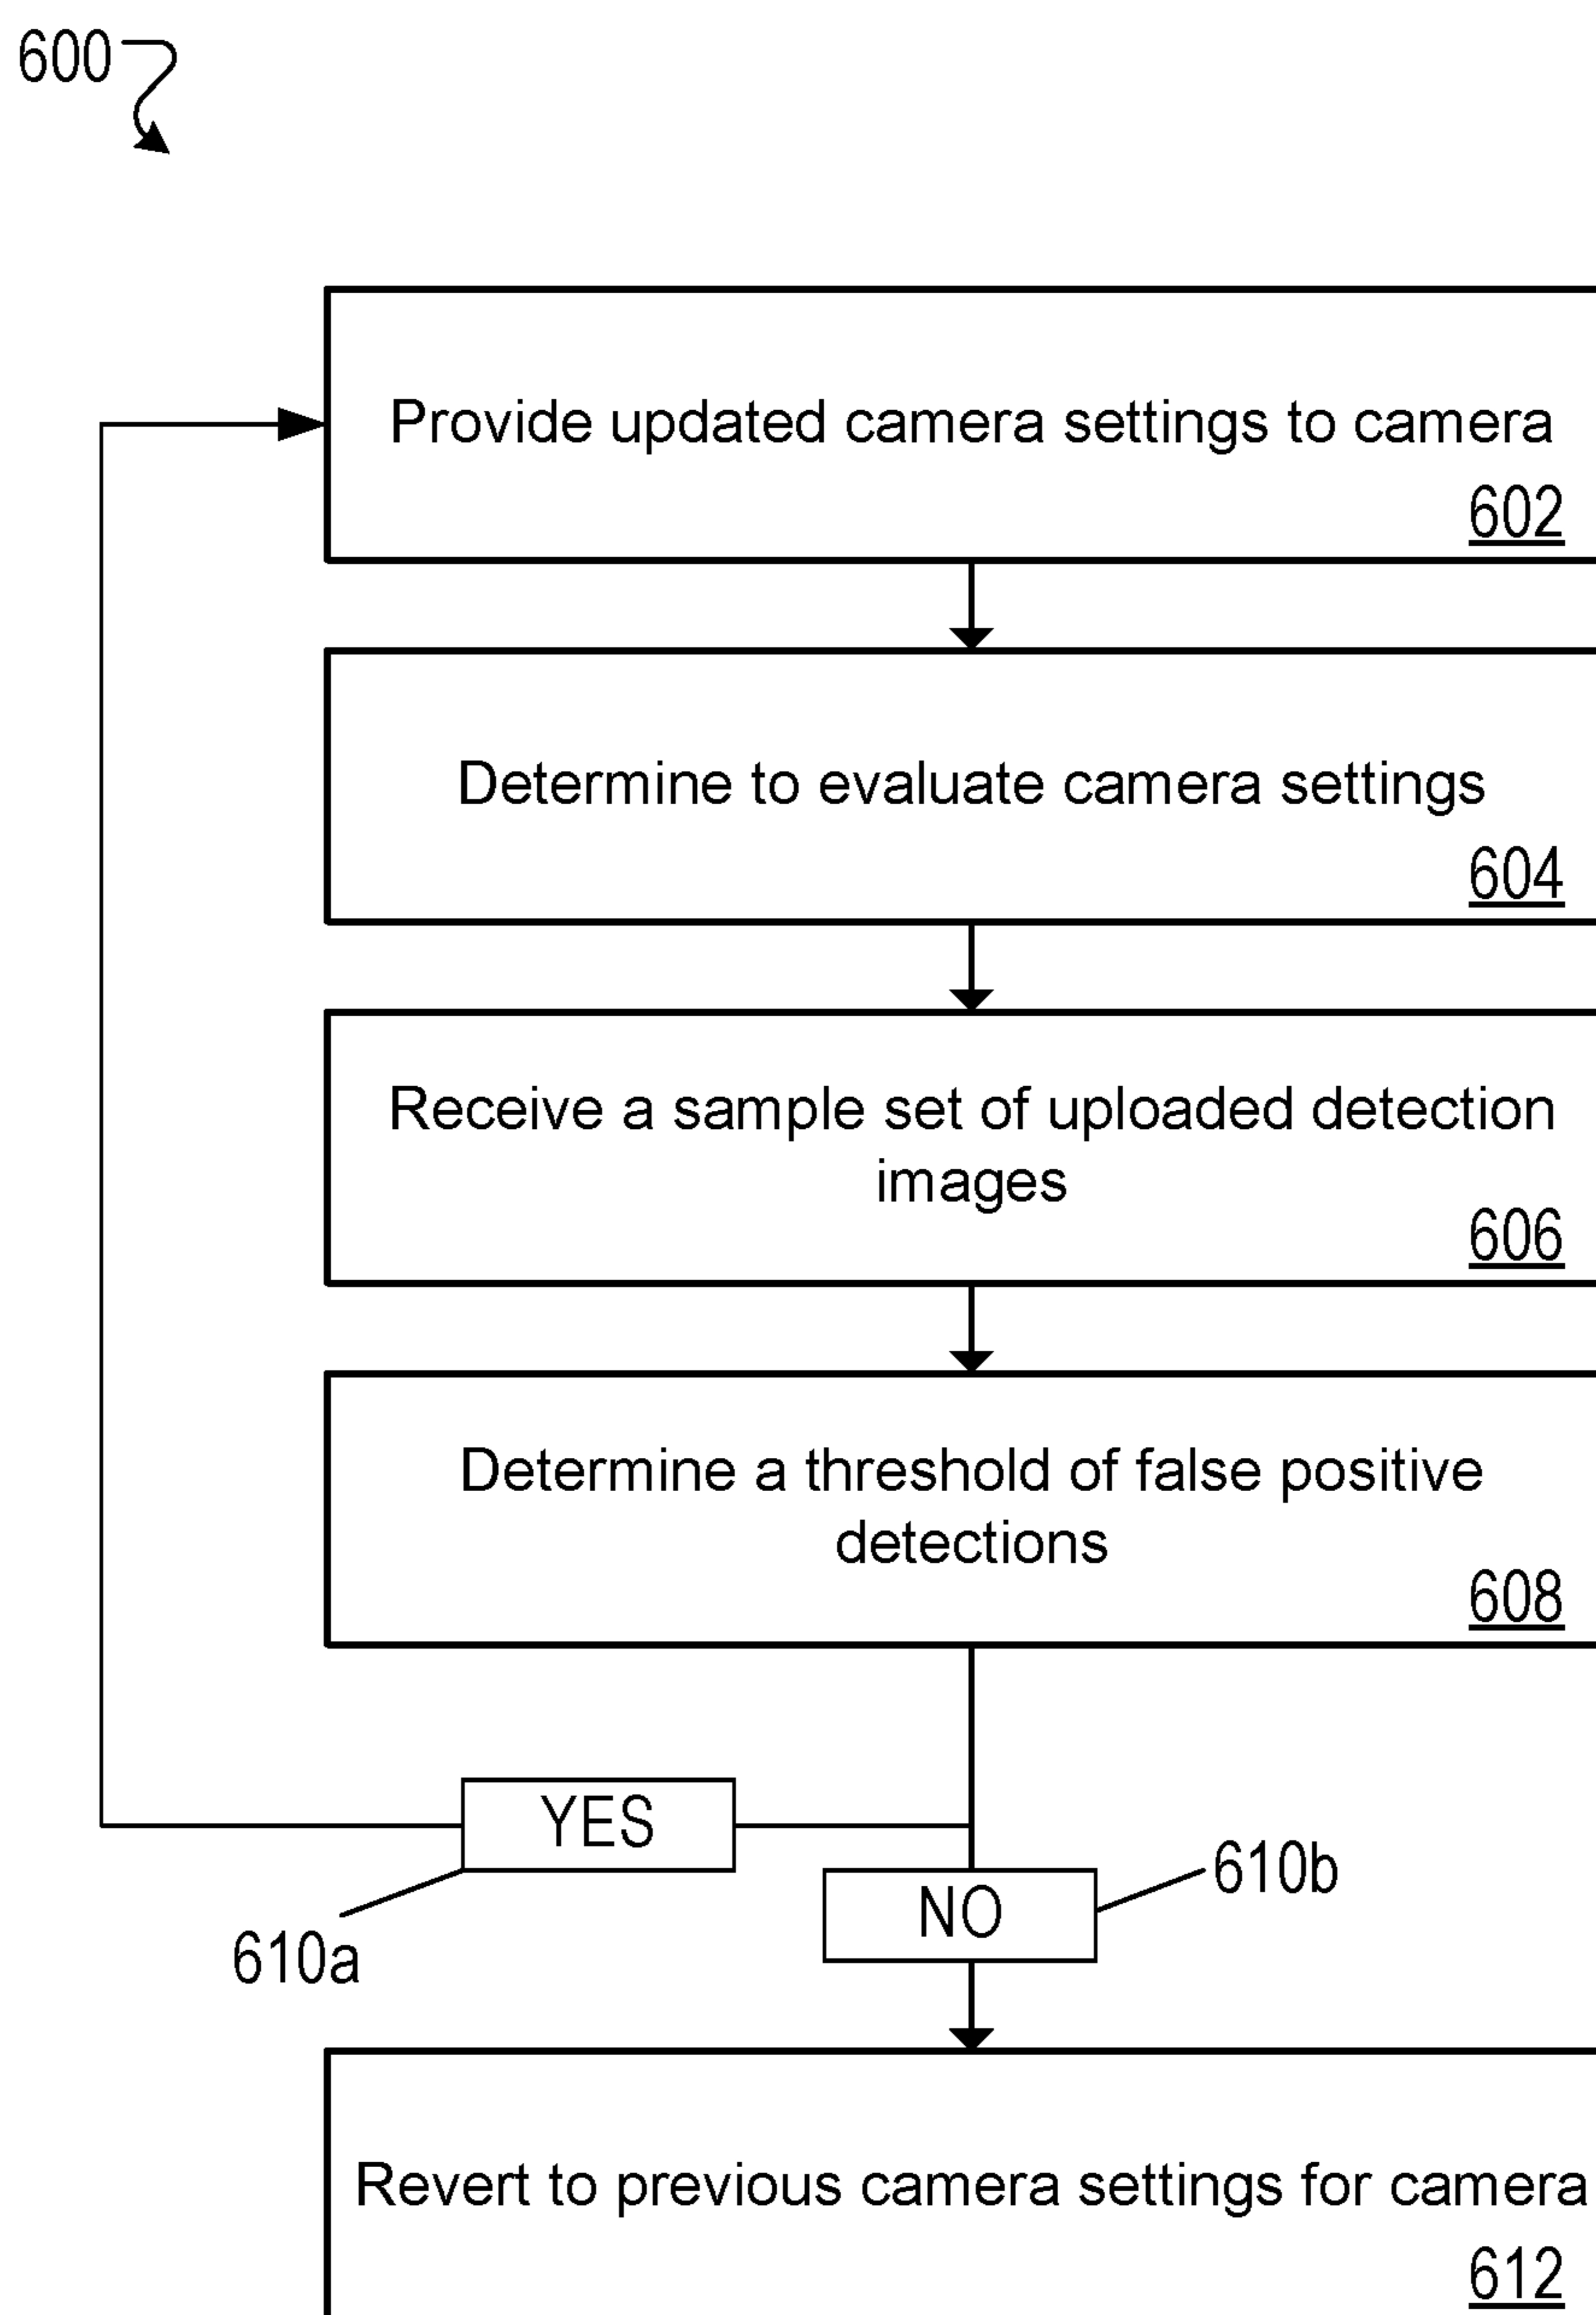 600
Provide updated camera settings to camera
602
Determine to evaluate camera settings
604
Receive a sample set of uploaded detection
images
606
Determine a threshold of false positive
detections
608
YES
610a
NO
610b
Revert to previous camera settings for camera
612